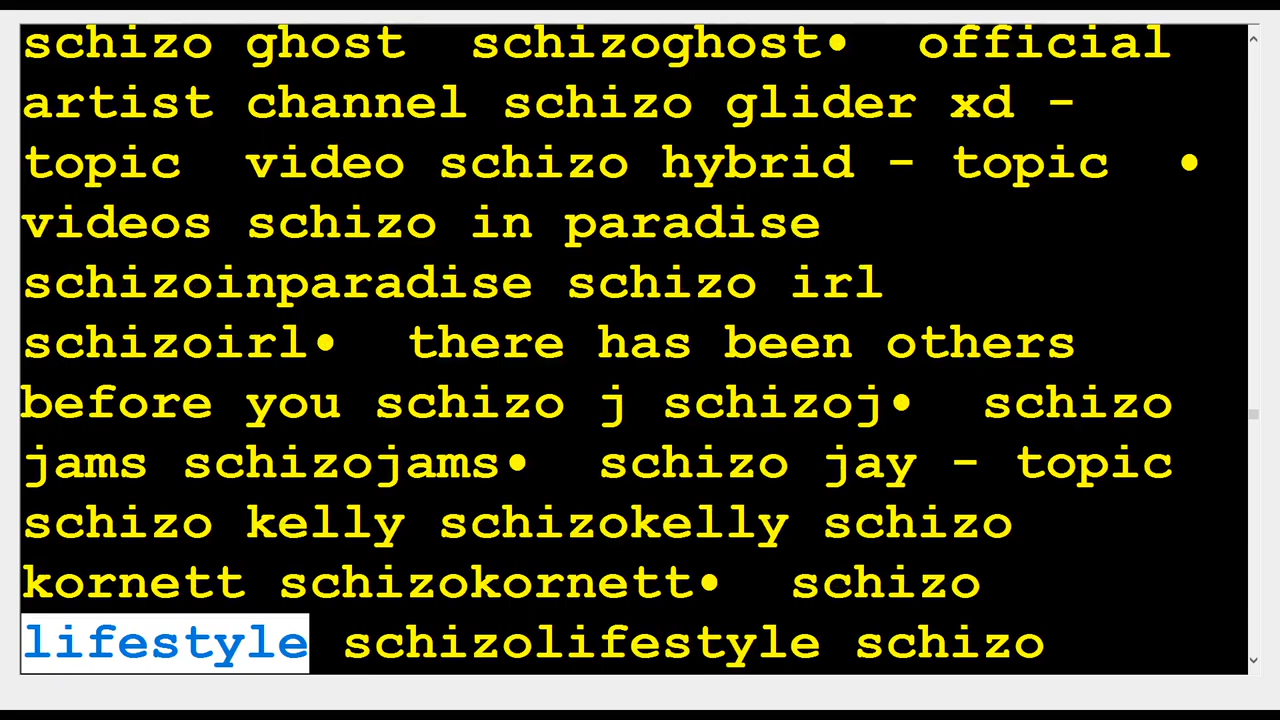 schizo ghost  schizoghost•  official
artist channel schizo glider xd -
topic  video schizo hybrid - topic  •
videos schizo in paradise
schizoinparadise schizo irl
schizoirl•  there has been others
before you schizo j schizoj•  schizo
jams schizojams•  schizo jay - topic
schizo kelly schizokelly schizo
kornett schizokornett•  schizo
lifestyle schizolifestyle schizo